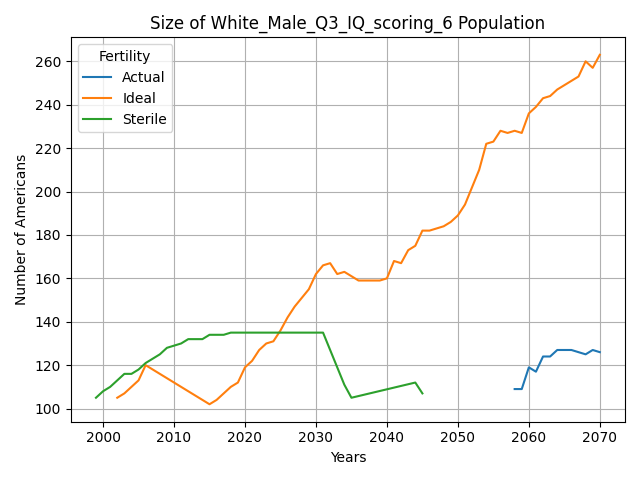 Size of White_Male_Q3_IQ_scoring_6 Population
Fertility
Actual
Ideal
Sterile
Number of Americans
260
240
220
200
180
160
140
120
100
2000 2010 2020 2030 2040 2050 2060 2070
Years